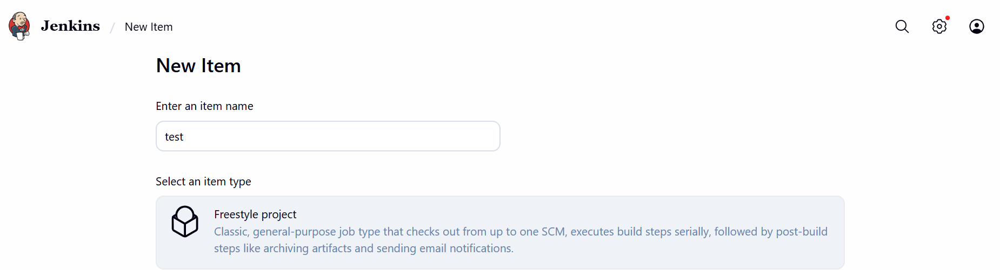 Jenkins / New Item
New Item
Enter an item name
test
Select an item type
Freestyle project
Classic, general-purpose job type that checks out from up to one SCM, executes build steps serially, followed by post-build
steps like archiving artifacts and sending email notifications.